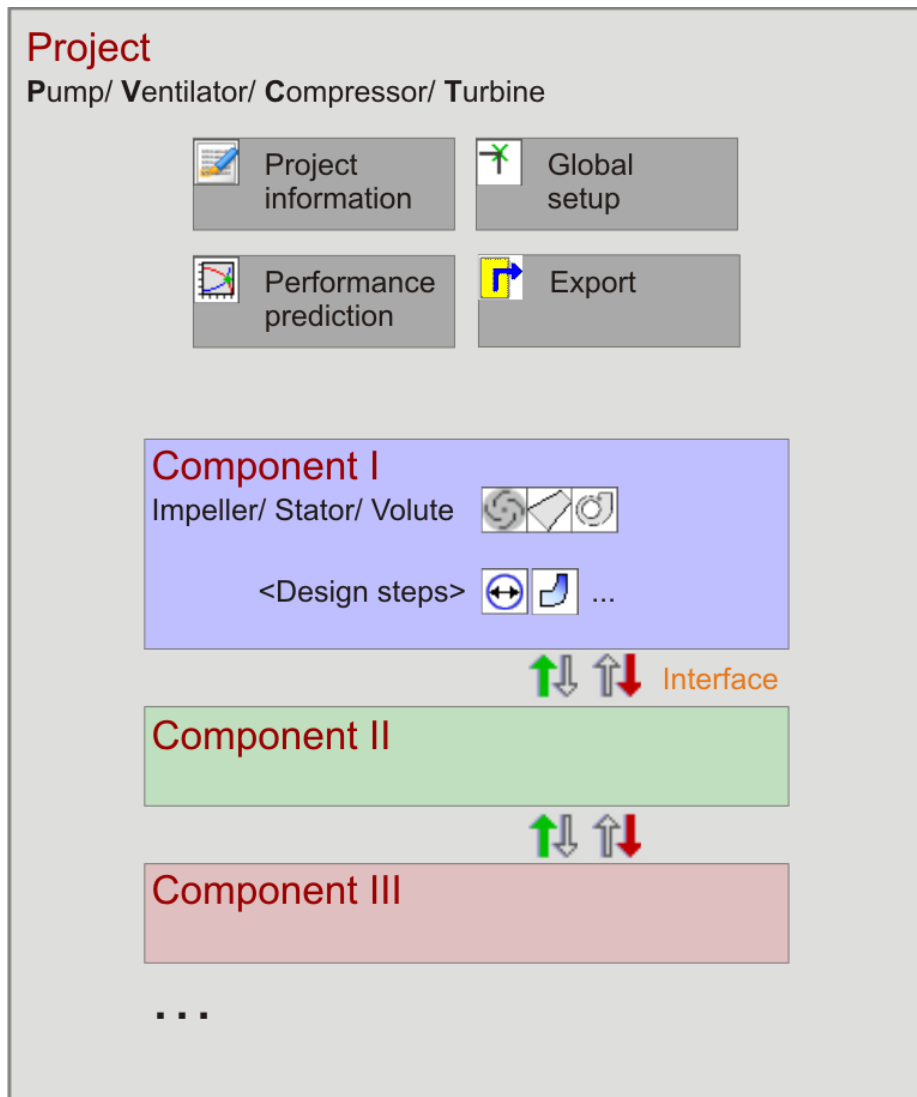 Project
Pump/ Ventilator/ Compressor/ Turbine
Project
information
Global
setup
Performance
prediction
Export
Component I
Impeller/ Stator/ Volute
<Design steps> ...
Interface
Component II
Component III
...